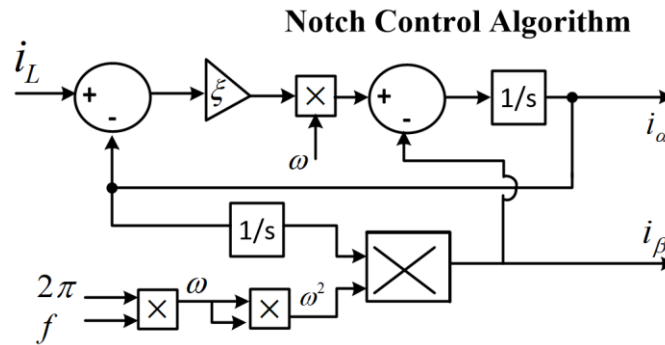 Notch Control Algorithm
i_L
+
-
ξ
×
ω
+
-
1/s
i_α
1/s
i_β
2π
f
×
ω
×
ω²